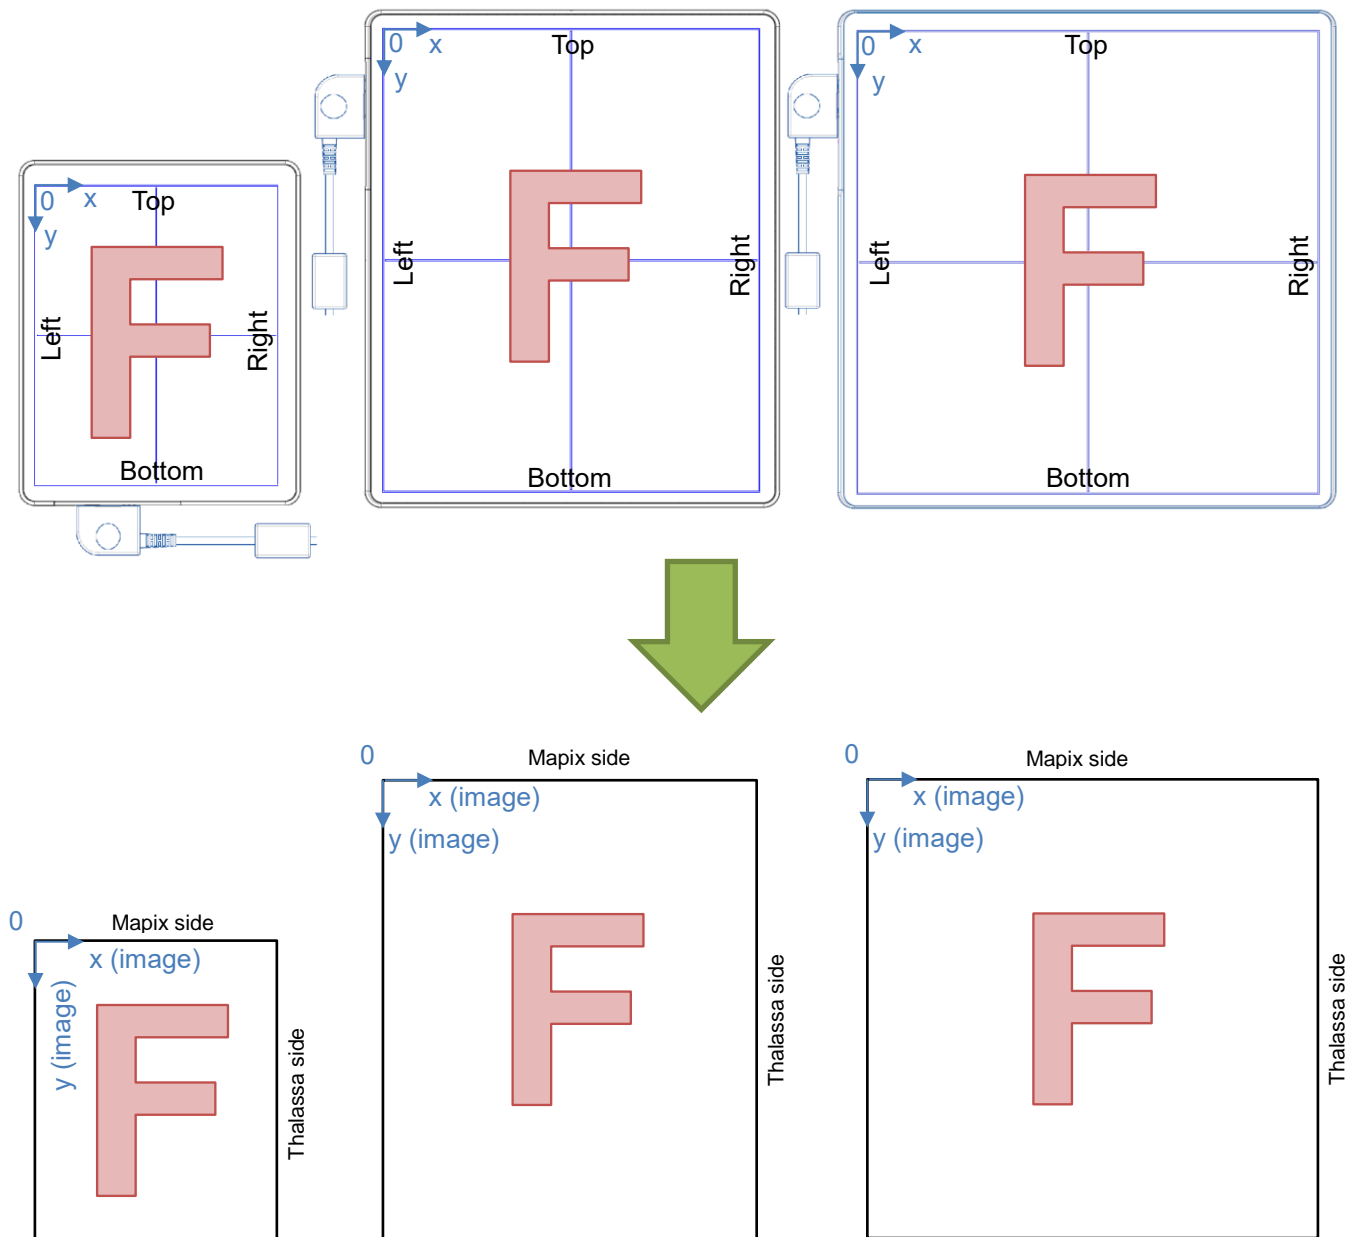 0
x
Top
y
Left
Right
Bottom
0
x
Top
y
Left
Right
Bottom
0
x
Top
y
Left
Right
Bottom
0
Mapix side
x (image)
y (image)
Thalassa side
0
Mapix side
x (image)
y (image)
Thalassa side
0
Mapix side
x (image)
y (image)
Thalassa side